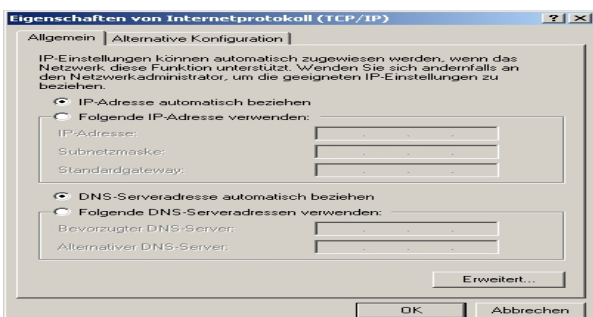 Eigenschaften von Internetprotokoll (TCP/IP)
Allgemein
Alternative Konfiguration
IP-Einstellungen können automatisch zugewiesen werden, wenn das
Netzwerk diese Funktion unterstützt. Wenden Sie sich andernfalls an
den Netzwerkadministrator, um die geeigneten IP-Einstellungen zu
beziehen.
IP-Adresse automatisch beziehen
Folgende IP-Adresse verwenden:
IP-Adresse:
Subnetzmaske:
Standardgateway:
DNS-Serveradresse automatisch beziehen
Folgende DNS-Serveradressen verwenden:
Bevorzugter DNS-Server:
Alternativer DNS-Server:
Erweitert...
OK
Abbrechen